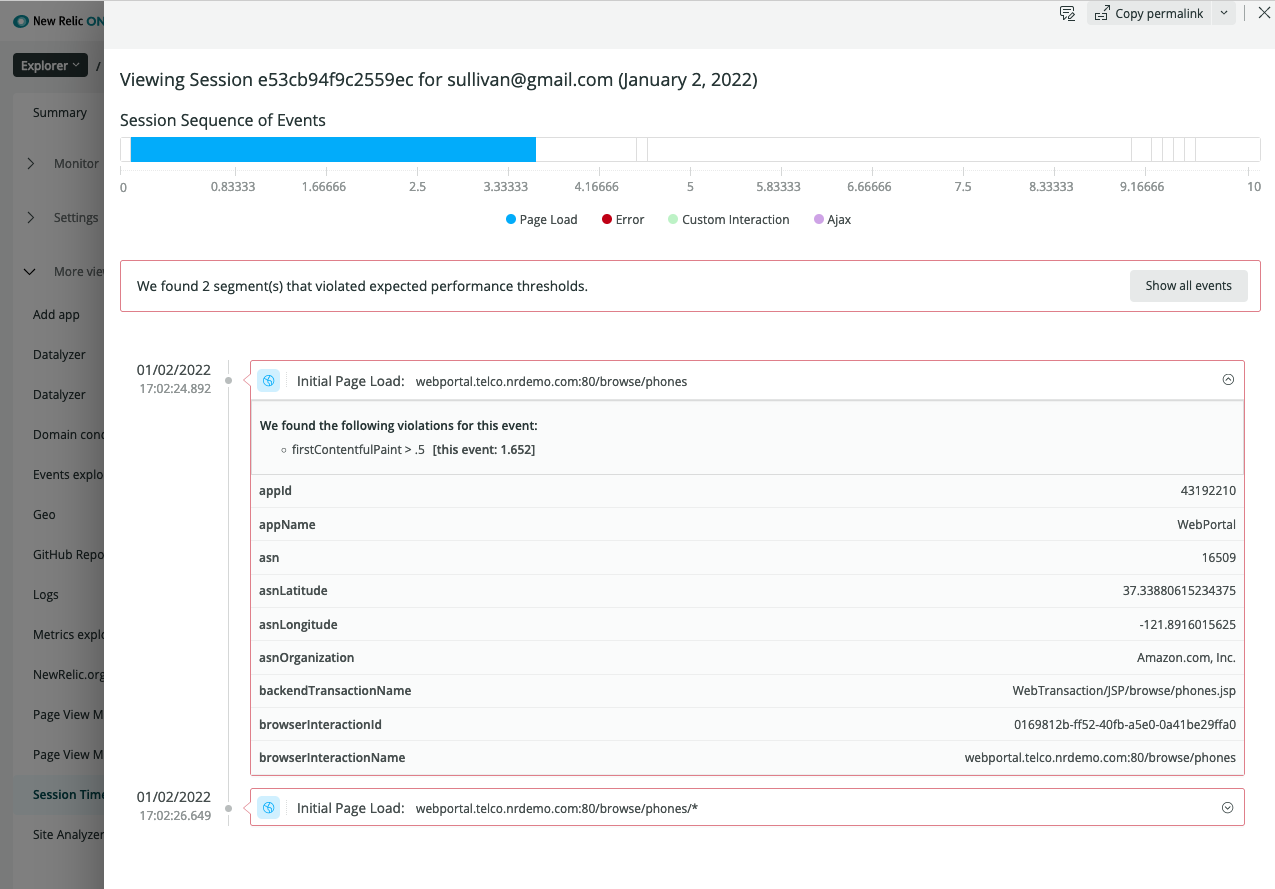 New Relic ON
Copy permalink
Explorer /
Viewing Session e53cb94f9c2559ec for sullivan@gmail.com (January 2, 2022)
Summary
Monitor
Settings
More vie
Add app
Datalyzer
Datalyzer
Domain con
Events explo
Geo
GitHub Repo
Logs
Metrics explo
NewRelic.org
Page View M
Page View M
Session Time
Site Analyzer
Session Sequence of Events
0 0.83333 1.66666 2.5 3.33333 4.16666 5 5.83333 6.66666 7.5 8.33333 9.16666 10
Page Load Error Custom Interaction Ajax
We found 2 segment(s) that violated expected performance thresholds. Show all events
01/02/2022
17:02:24.892
Initial Page Load: webportal.telco.nrdemo.com:80/browse/phones
We found the following violations for this event:
firstContentfulPaint > .5 [this event: 1.652]
appId 43192210
appName WebPortal
asn 16509
asnLatitude 37.33880615234375
asnLongitude -121.8916015625
asnOrganization Amazon.com, Inc.
backendTransactionName WebTransaction/JSP/browse/phones.jsp
browserInteractionId 0169812b-ff52-40fb-a5e0-0a41be29ffa0
browserInteractionName webportal.telco.nrdemo.com:80/browse/phones
01/02/2022
17:02:26.649
Initial Page Load: webportal.telco.nrdemo.com:80/browse/phones/*